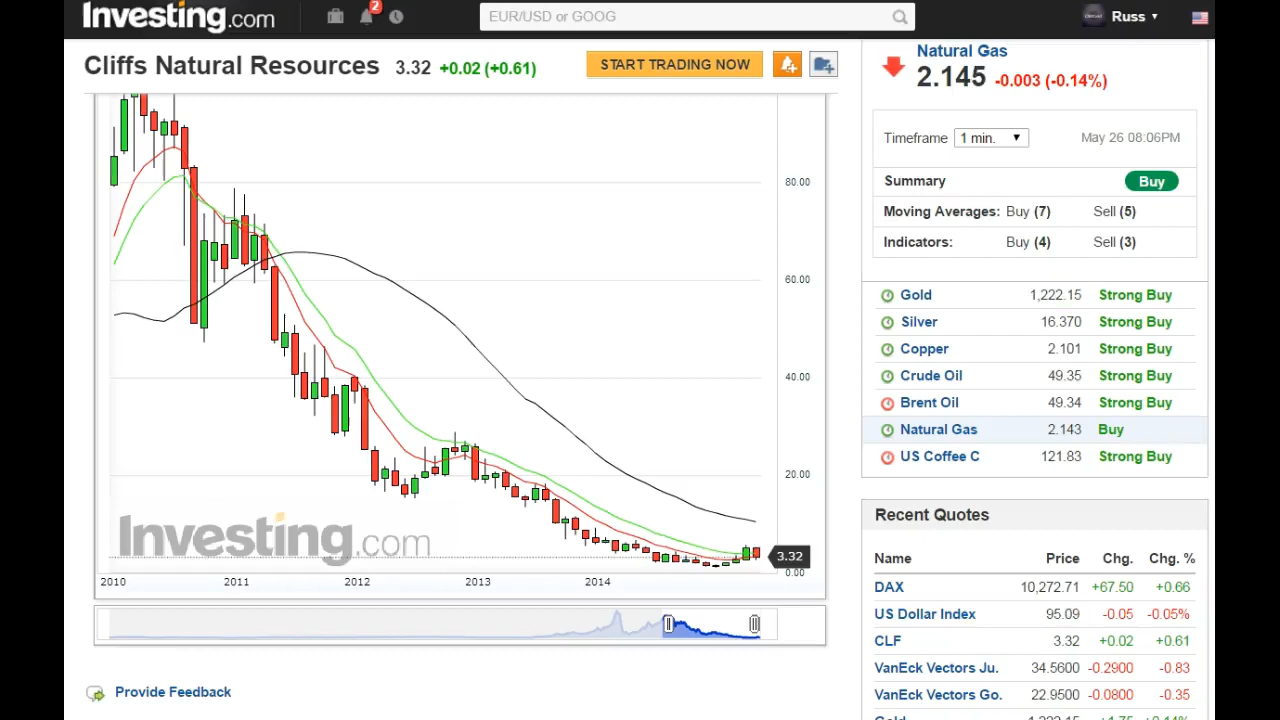 Investing.com
2
EUR/USD or GOOG
Russ
Cliffs Natural Resources 3.32 +0.02 (+0.61)
START TRADING NOW
Natural Gas
2.145 -0.003 (-0.14%)
Timeframe 1 min. May 26 08:06PM
Summary Buy
Moving Averages: Buy (7) Sell (5)
Indicators: Buy (4) Sell (3)
80.00
60.00
40.00
20.00
0.00
3.32
Investing.com
2010 2011 2012 2013 2014
Gold 1,222.15 Strong Buy
Silver 16.370 Strong Buy
Copper 2.101 Strong Buy
Crude Oil 49.35 Strong Buy
Brent Oil 49.34 Strong Buy
Natural Gas 2.143 Buy
US Coffee C 121.83 Strong Buy
Recent Quotes
Name Price Chg. Chg. %
DAX 10,272.71 +67.50 +0.66
US Dollar Index 95.09 -0.05 -0.05%
CLF 3.32 +0.02 +0.61
VanEck Vectors Ju. 34.5600 -0.2900 -0.83
VanEck Vectors Go. 22.9500 -0.0800 -0.35
Provide Feedback